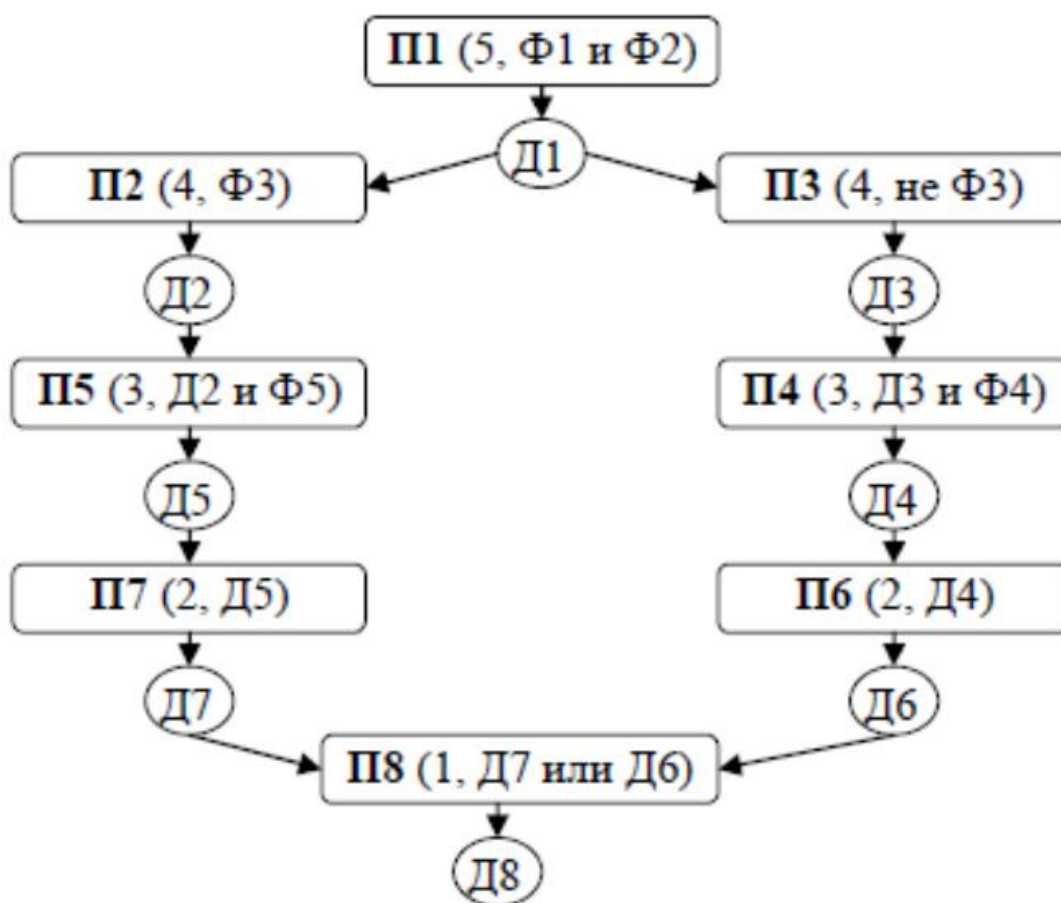 П1 (5, Ф1 и Ф2)
Д1
П2 (4, Ф3)
П3 (4, не Ф3)
Д2
Д3
П5 (3, Д2 и Ф5)
П4 (3, Д3 и Ф4)
Д5
Д4
П7 (2, Д5)
П6 (2, Д4)
Д7
Д6
П8 (1, Д7 или Д6)
Д8